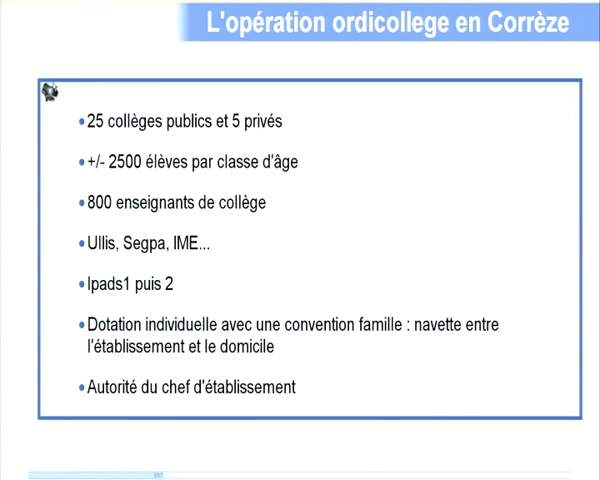 L'opération ordicollege en Corrèze
•25 collèges publics et 5 privés
•+/- 2500 élèves par classe d'âge
•800 enseignants de collège
•Ullis, Segpa, IME...
•Ipads1 puis 2
•Dotation individuelle avec une convention famille : navette entre
l'établissement et le domicile
•Autorité du chef d'établissement